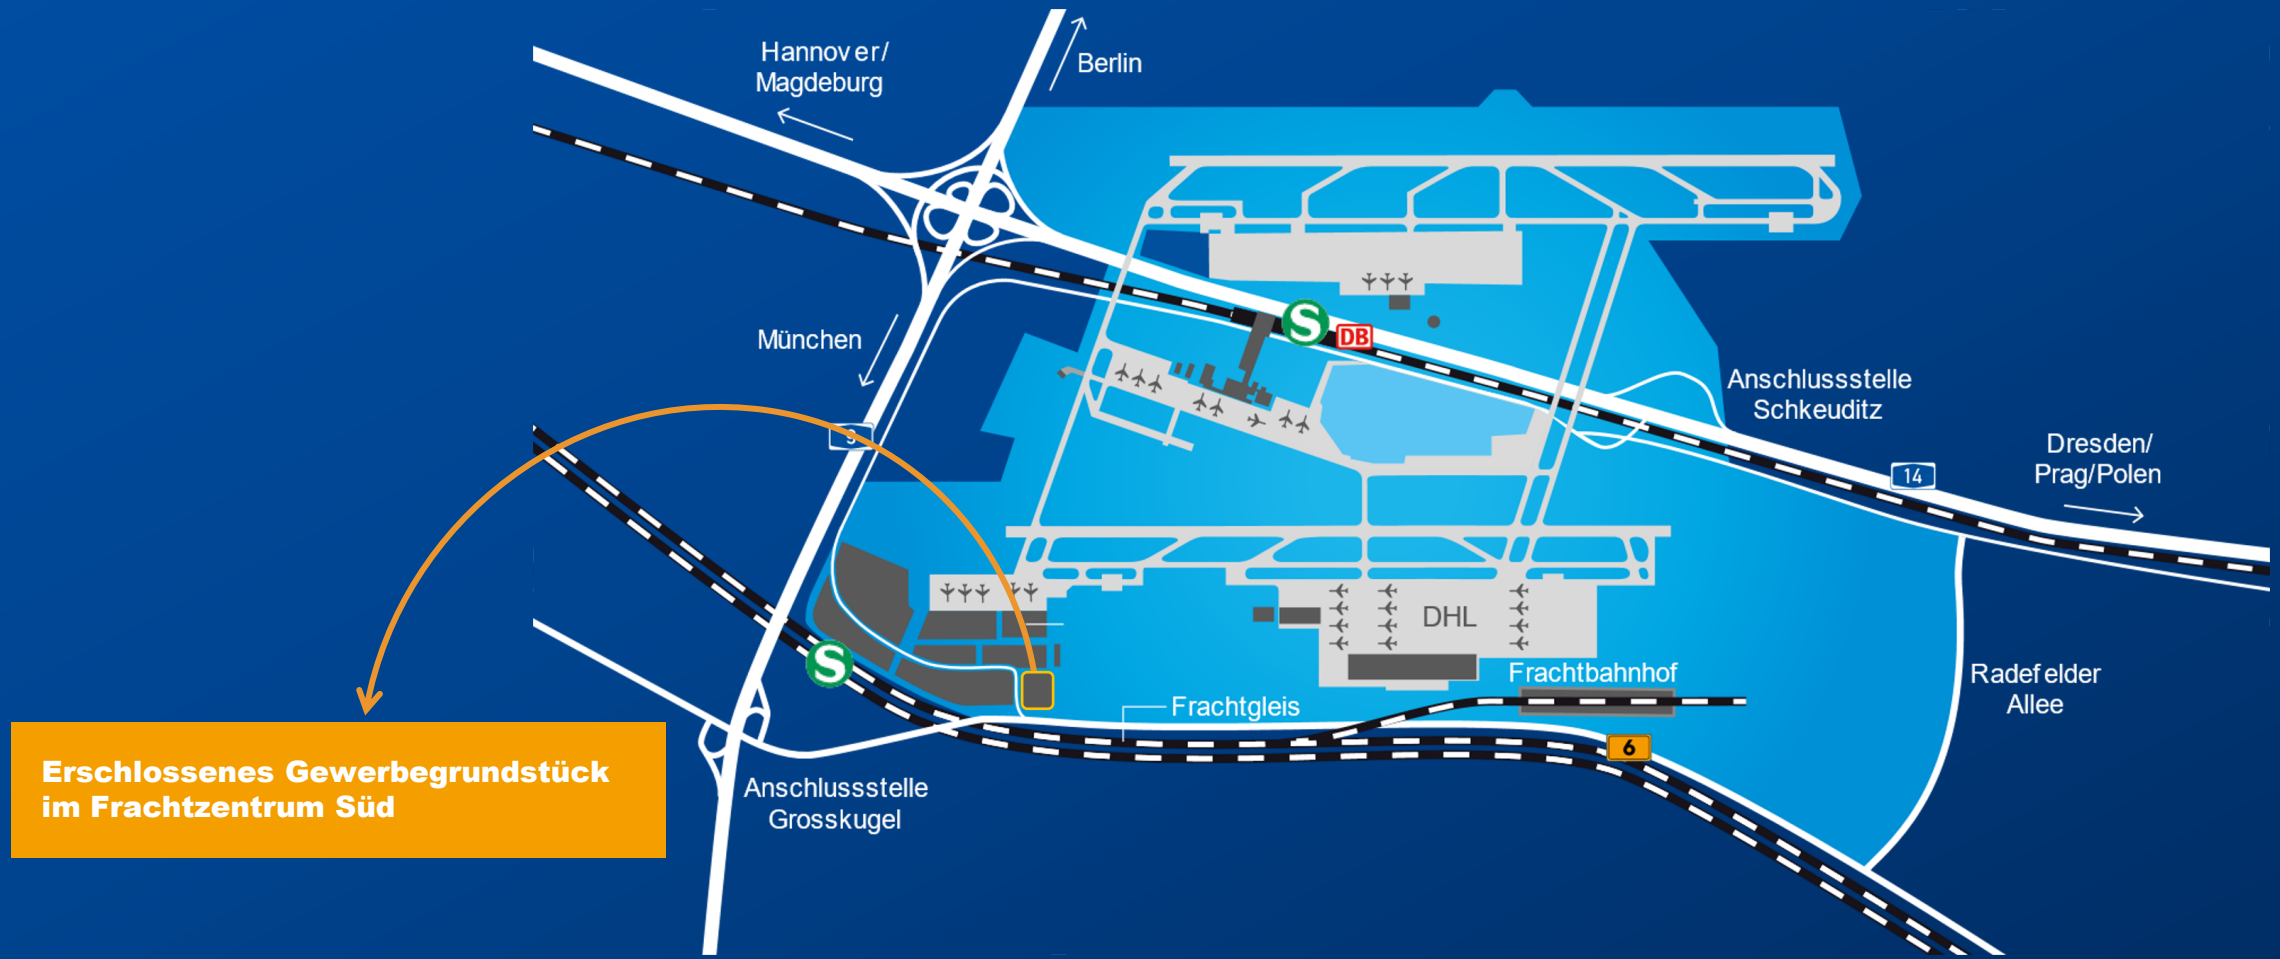 Hannover/
Magdeburg
Berlin
München
9
S
DB
Anschlussstelle
Schkeuditz
14
Dresden/
Prag/Polen
DHL
S
Frachtbahnhof
Frachtgleis
Radefelder
Allee
6
Anschlussstelle
Grosskugel
Erschlossenes Gewerbegrundstück
im Frachtzentrum Süd